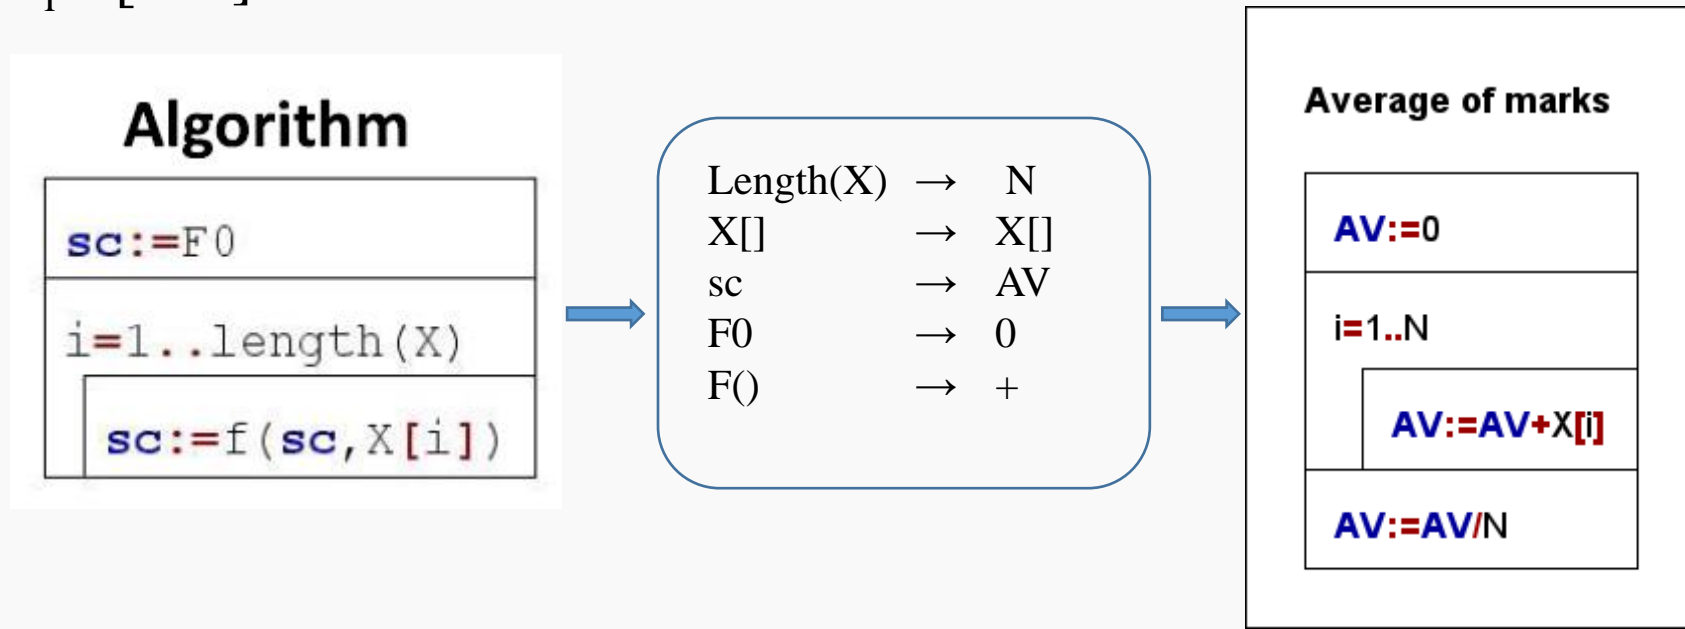 Algorithm
sc:=F0
i=1..length(X)
sc:=f(sc,X[i])
Length(X) → N
X[] → X[]
sc → AV
F0 → 0
F() → +
Average of marks
AV:=0
i=1..N
AV:=AV+X[i]
AV:=AV/N